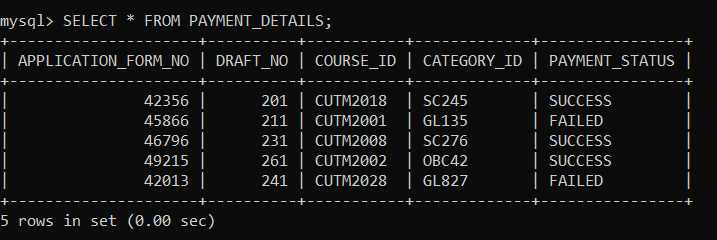 mysql> SELECT * FROM PAYMENT_DETAILS;
+---------------------+----------+-----------+-------------+----------------+
| APPLICATION_FORM_NO | DRAFT_NO | COURSE_ID | CATEGORY_ID | PAYMENT_STATUS |
+---------------------+----------+-----------+-------------+----------------+
|               42356 |      201 | CUTM2018  | SC245       | SUCCESS        |
|               45866 |      211 | CUTM2001  | GL135       | FAILED         |
|               46796 |      231 | CUTM2008  | SC276       | SUCCESS        |
|               49215 |      261 | CUTM2002  | OBC42       | SUCCESS        |
|               42013 |      241 | CUTM2028  | GL827       | FAILED         |
+---------------------+----------+-----------+-------------+----------------+
5 rows in set (0.00 sec)